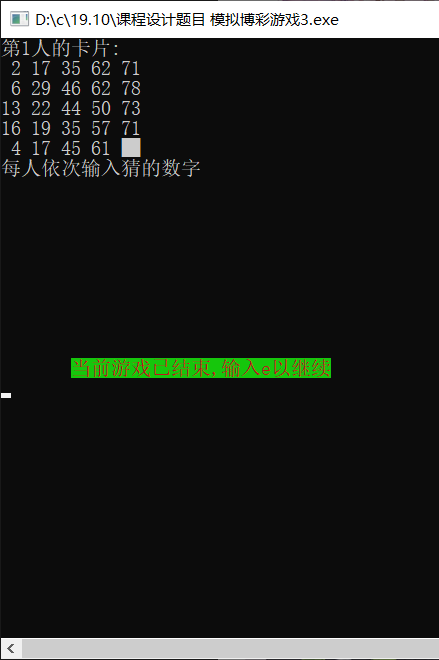 D:\c\19.10\课程设计题目 模拟博彩游戏3.exe
第1人的卡片:
2 17 35 62 71
6 29 46 62 78
13 22 44 50 73
16 19 35 57 71
4 17 45 61
每人依次输入猜的数字
当前游戏已结束,输入e以继续